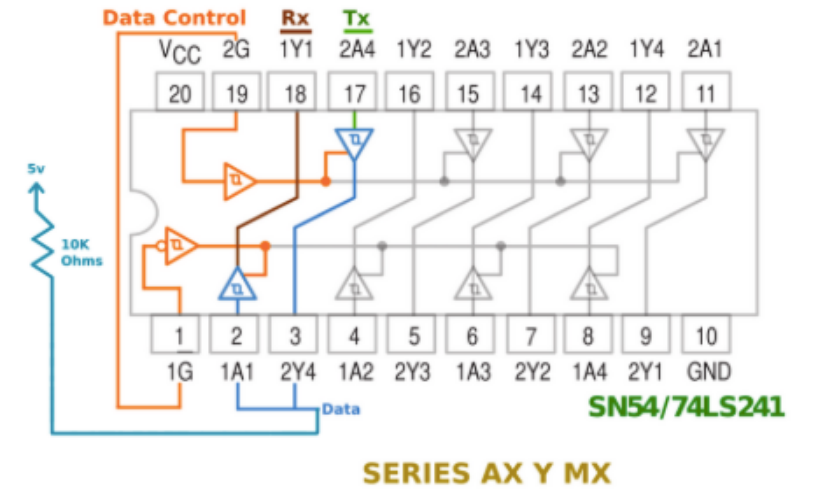 Data Control Rx Tx
VCC 2G 1Y1 2A4 1Y2 2A3 1Y3 2A2 1Y4 2A1
20 19 18 17 16 15 14 13 12 11
5v
10K
Ohms
1 2 3 4 5 6 7 8 9 10
1G 1A1 2Y4 1A2 2Y3 1A3 2Y2 1A4 2Y1 GND
Data
SN54/74LS241
SERIES AX Y MX